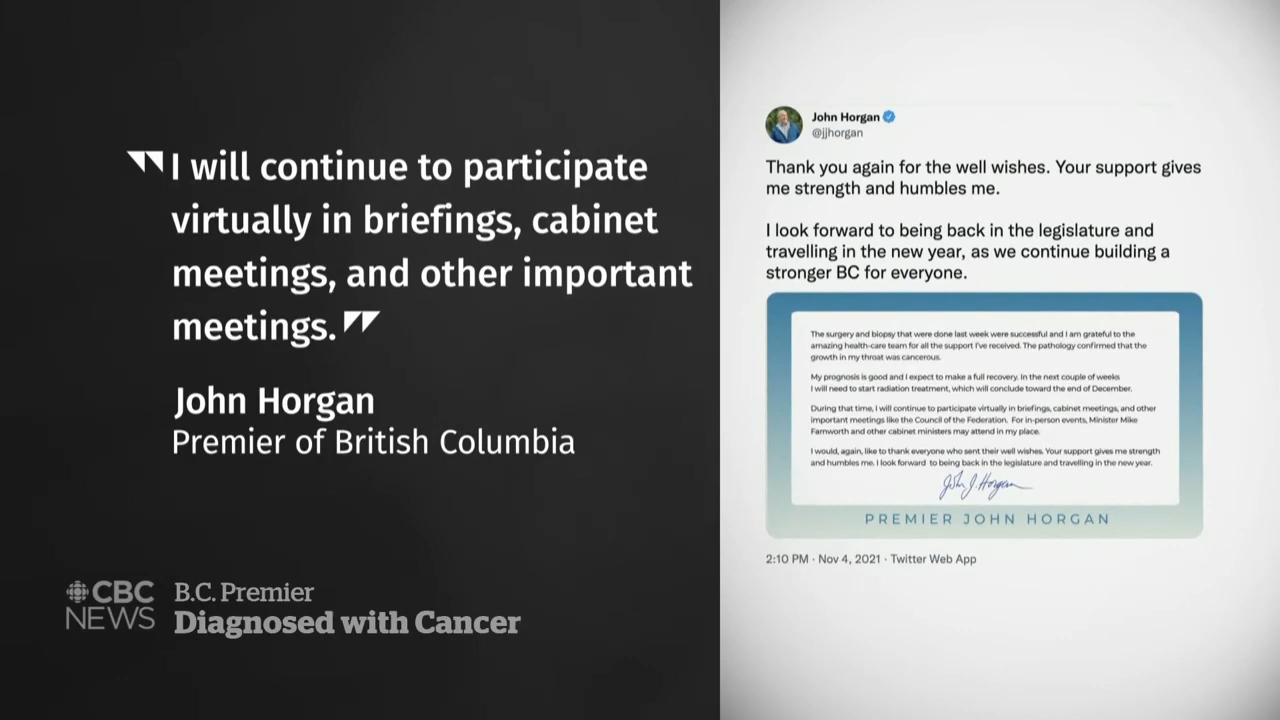 I will continue to participate
virtually in briefings, cabinet
meetings, and other important
meetings.
John Horgan
Premier of British Columbia
CBC
NEWS
B.C. Premier
Diagnosed with Cancer
John Horgan
@jjhorgan
Thank you again for the well wishes. Your support gives
me strength and humbles me.
I look forward to being back in the legislature and
travelling in the new year, as we continue building a
stronger BC for everyone.
The surgery and biopsy that were done last week were successful and I am grateful to the
amazing health-care team for all the support I've received. The pathology confirmed that the
growth in my throat was cancerous.
My prognosis is good and I expect to make a full recovery. In the next couple of weeks
I will need to start radiation treatment, which will conclude toward the end of December.
During that time, I will continue to participate virtually in briefings, cabinet meetings, and other
important meetings like the Council of the Federation. For in-person events, Minister Mike
Farnworth and other cabinet ministers may attend in my place.
I would, again, like to thank everyone who sent their well wishes. Your support gives me strength
and humbles me. I look forward to being back in the legislature and travelling in the new year.
John J. Horgan
PREMIER JOHN HORGAN
2:10 PM · Nov 4, 2021 · Twitter Web App